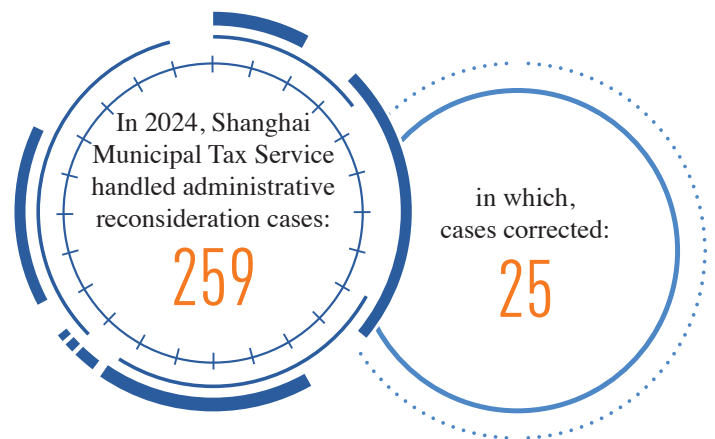 In 2024, Shanghai
Municipal Tax Service
handled administrative
reconsideration cases:
259
in which,
cases corrected:
25